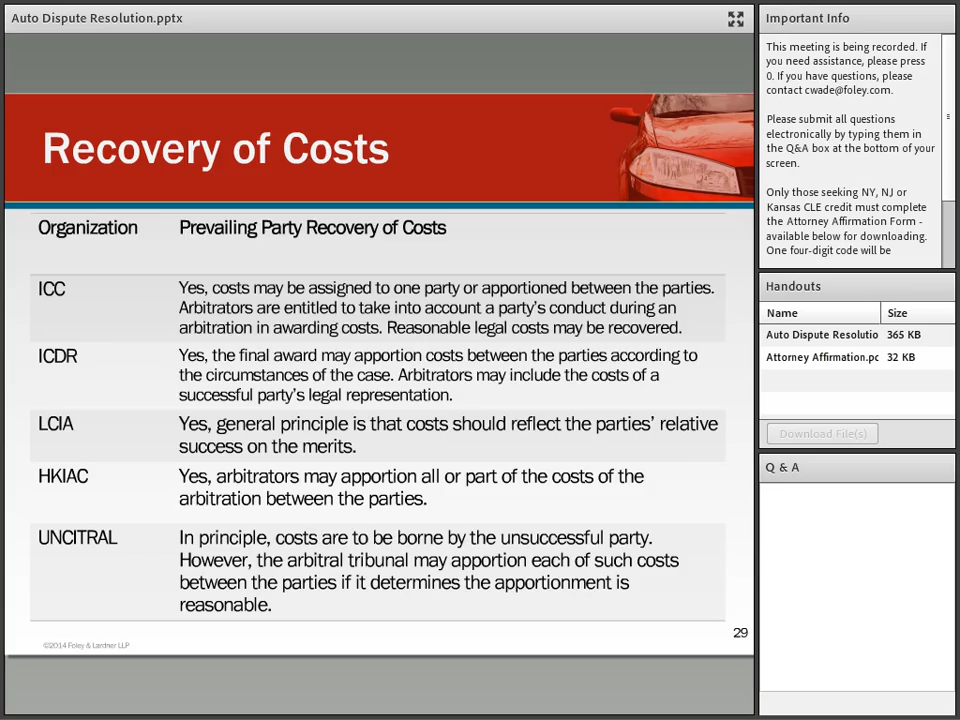 Auto Dispute Resolution.pptx
Recovery of Costs
Organization Prevailing Party Recovery of Costs
ICC Yes, costs may be assigned to one party or apportioned between the parties.
Arbitrators are entitled to take into account a party's conduct during an
arbitration in awarding costs. Reasonable legal costs may be recovered.
ICDR Yes, the final award may apportion costs between the parties according to
the circumstances of the case. Arbitrators may include the costs of a
successful party's legal representation.
LCIA Yes, general principle is that costs should reflect the parties' relative
success on the merits.
HKIAC Yes, arbitrators may apportion all or part of the costs of the
arbitration between the parties.
UNCITRAL In principle, costs are to be borne by the unsuccessful party.
However, the arbitral tribunal may apportion each of such costs
between the parties if it determines the apportionment is
reasonable.
29
©2014 Foley & Lardner LLP
Important Info
This meeting is being recorded. If
you need assistance, please press
0. If you have questions, please
contact cwade@foley.com.
Please submit all questions
electronically by typing them in
the Q&A box at the bottom of your
screen.
Only those seeking NY, NJ or
Kansas CLE credit must complete
the Attorney Affirmation Form -
available below for downloading.
One four-digit code will be
Handouts
Name Size
Auto Dispute Resolutio 365 KB
Attorney Affirmation.pc 32 KB
Download File(s)
Q & A